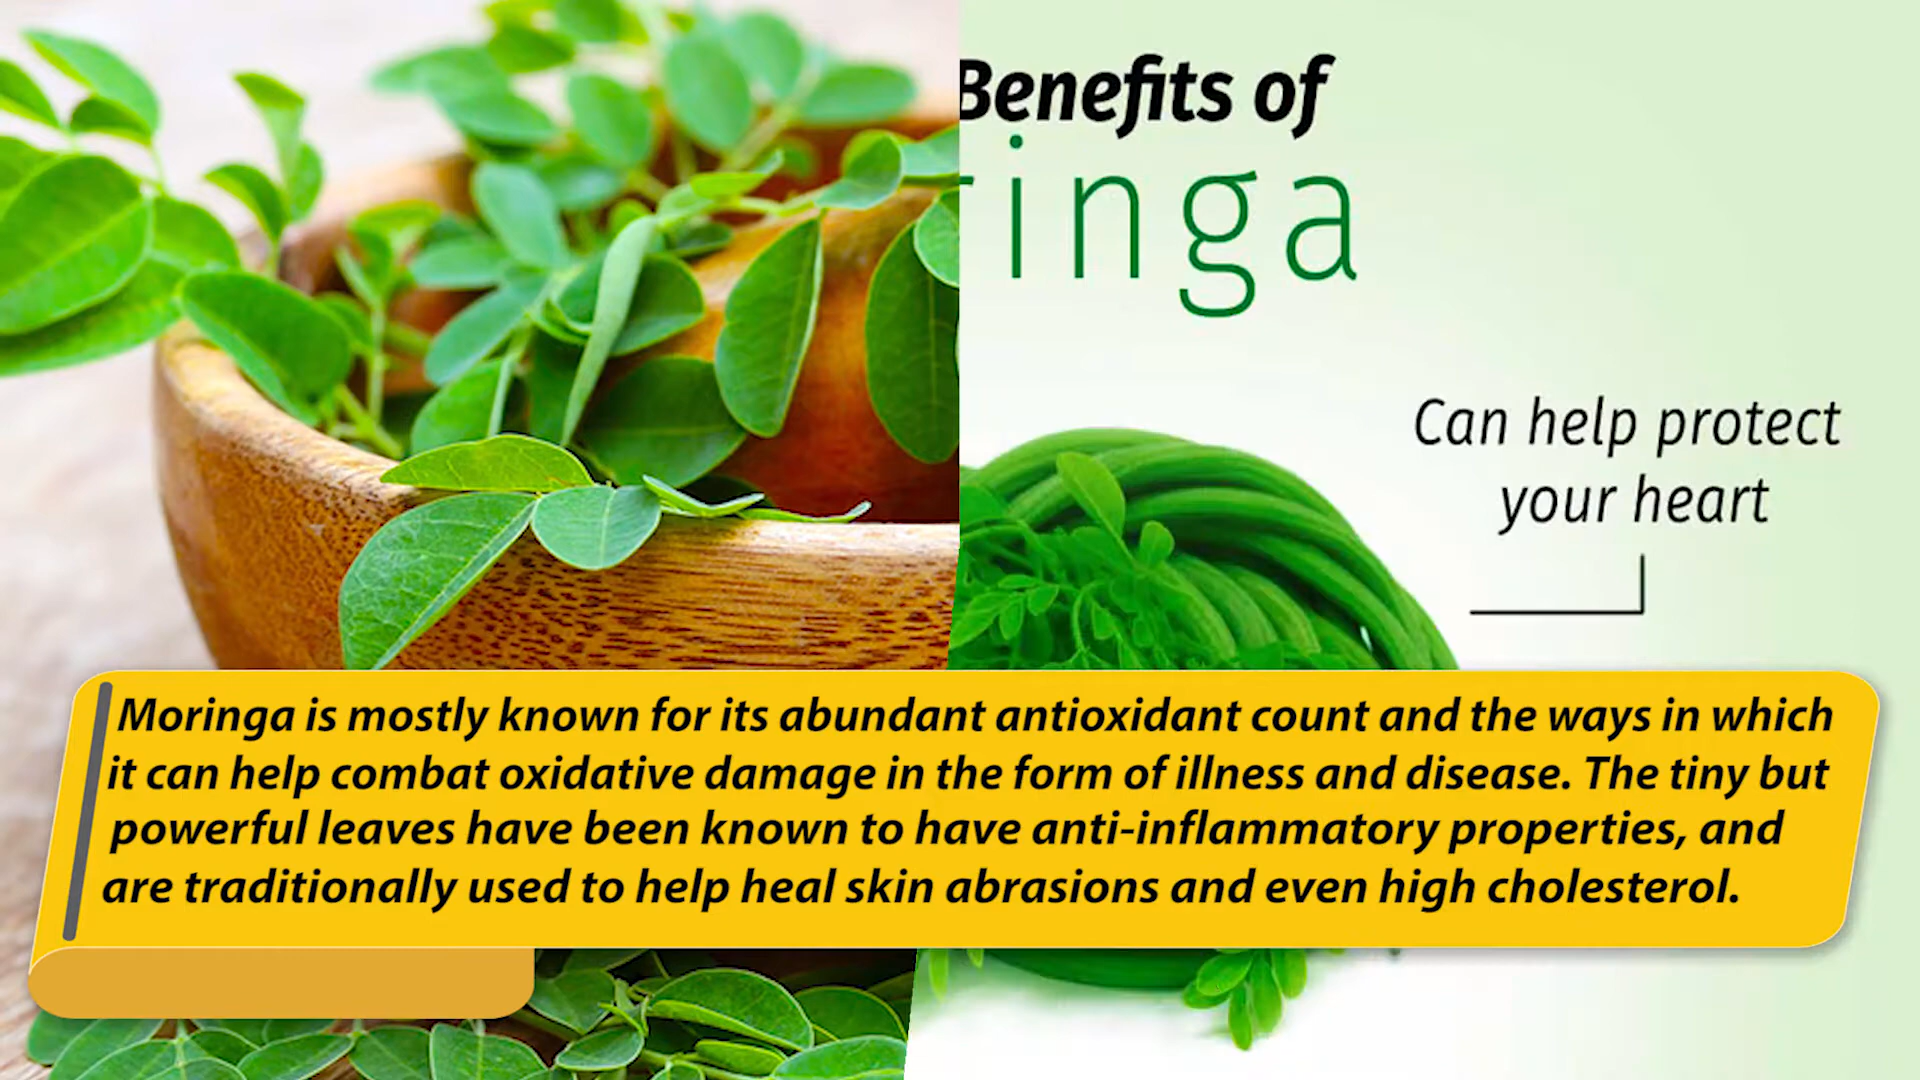 Benefits of
ringa
Can help protect
your heart
Moringa is mostly known for its abundant antioxidant count and the ways in which
it can help combat oxidative damage in the form of illness and disease. The tiny but
powerful leaves have been known to have anti-inflammatory properties, and
are traditionally used to help heal skin abrasions and even high cholesterol.